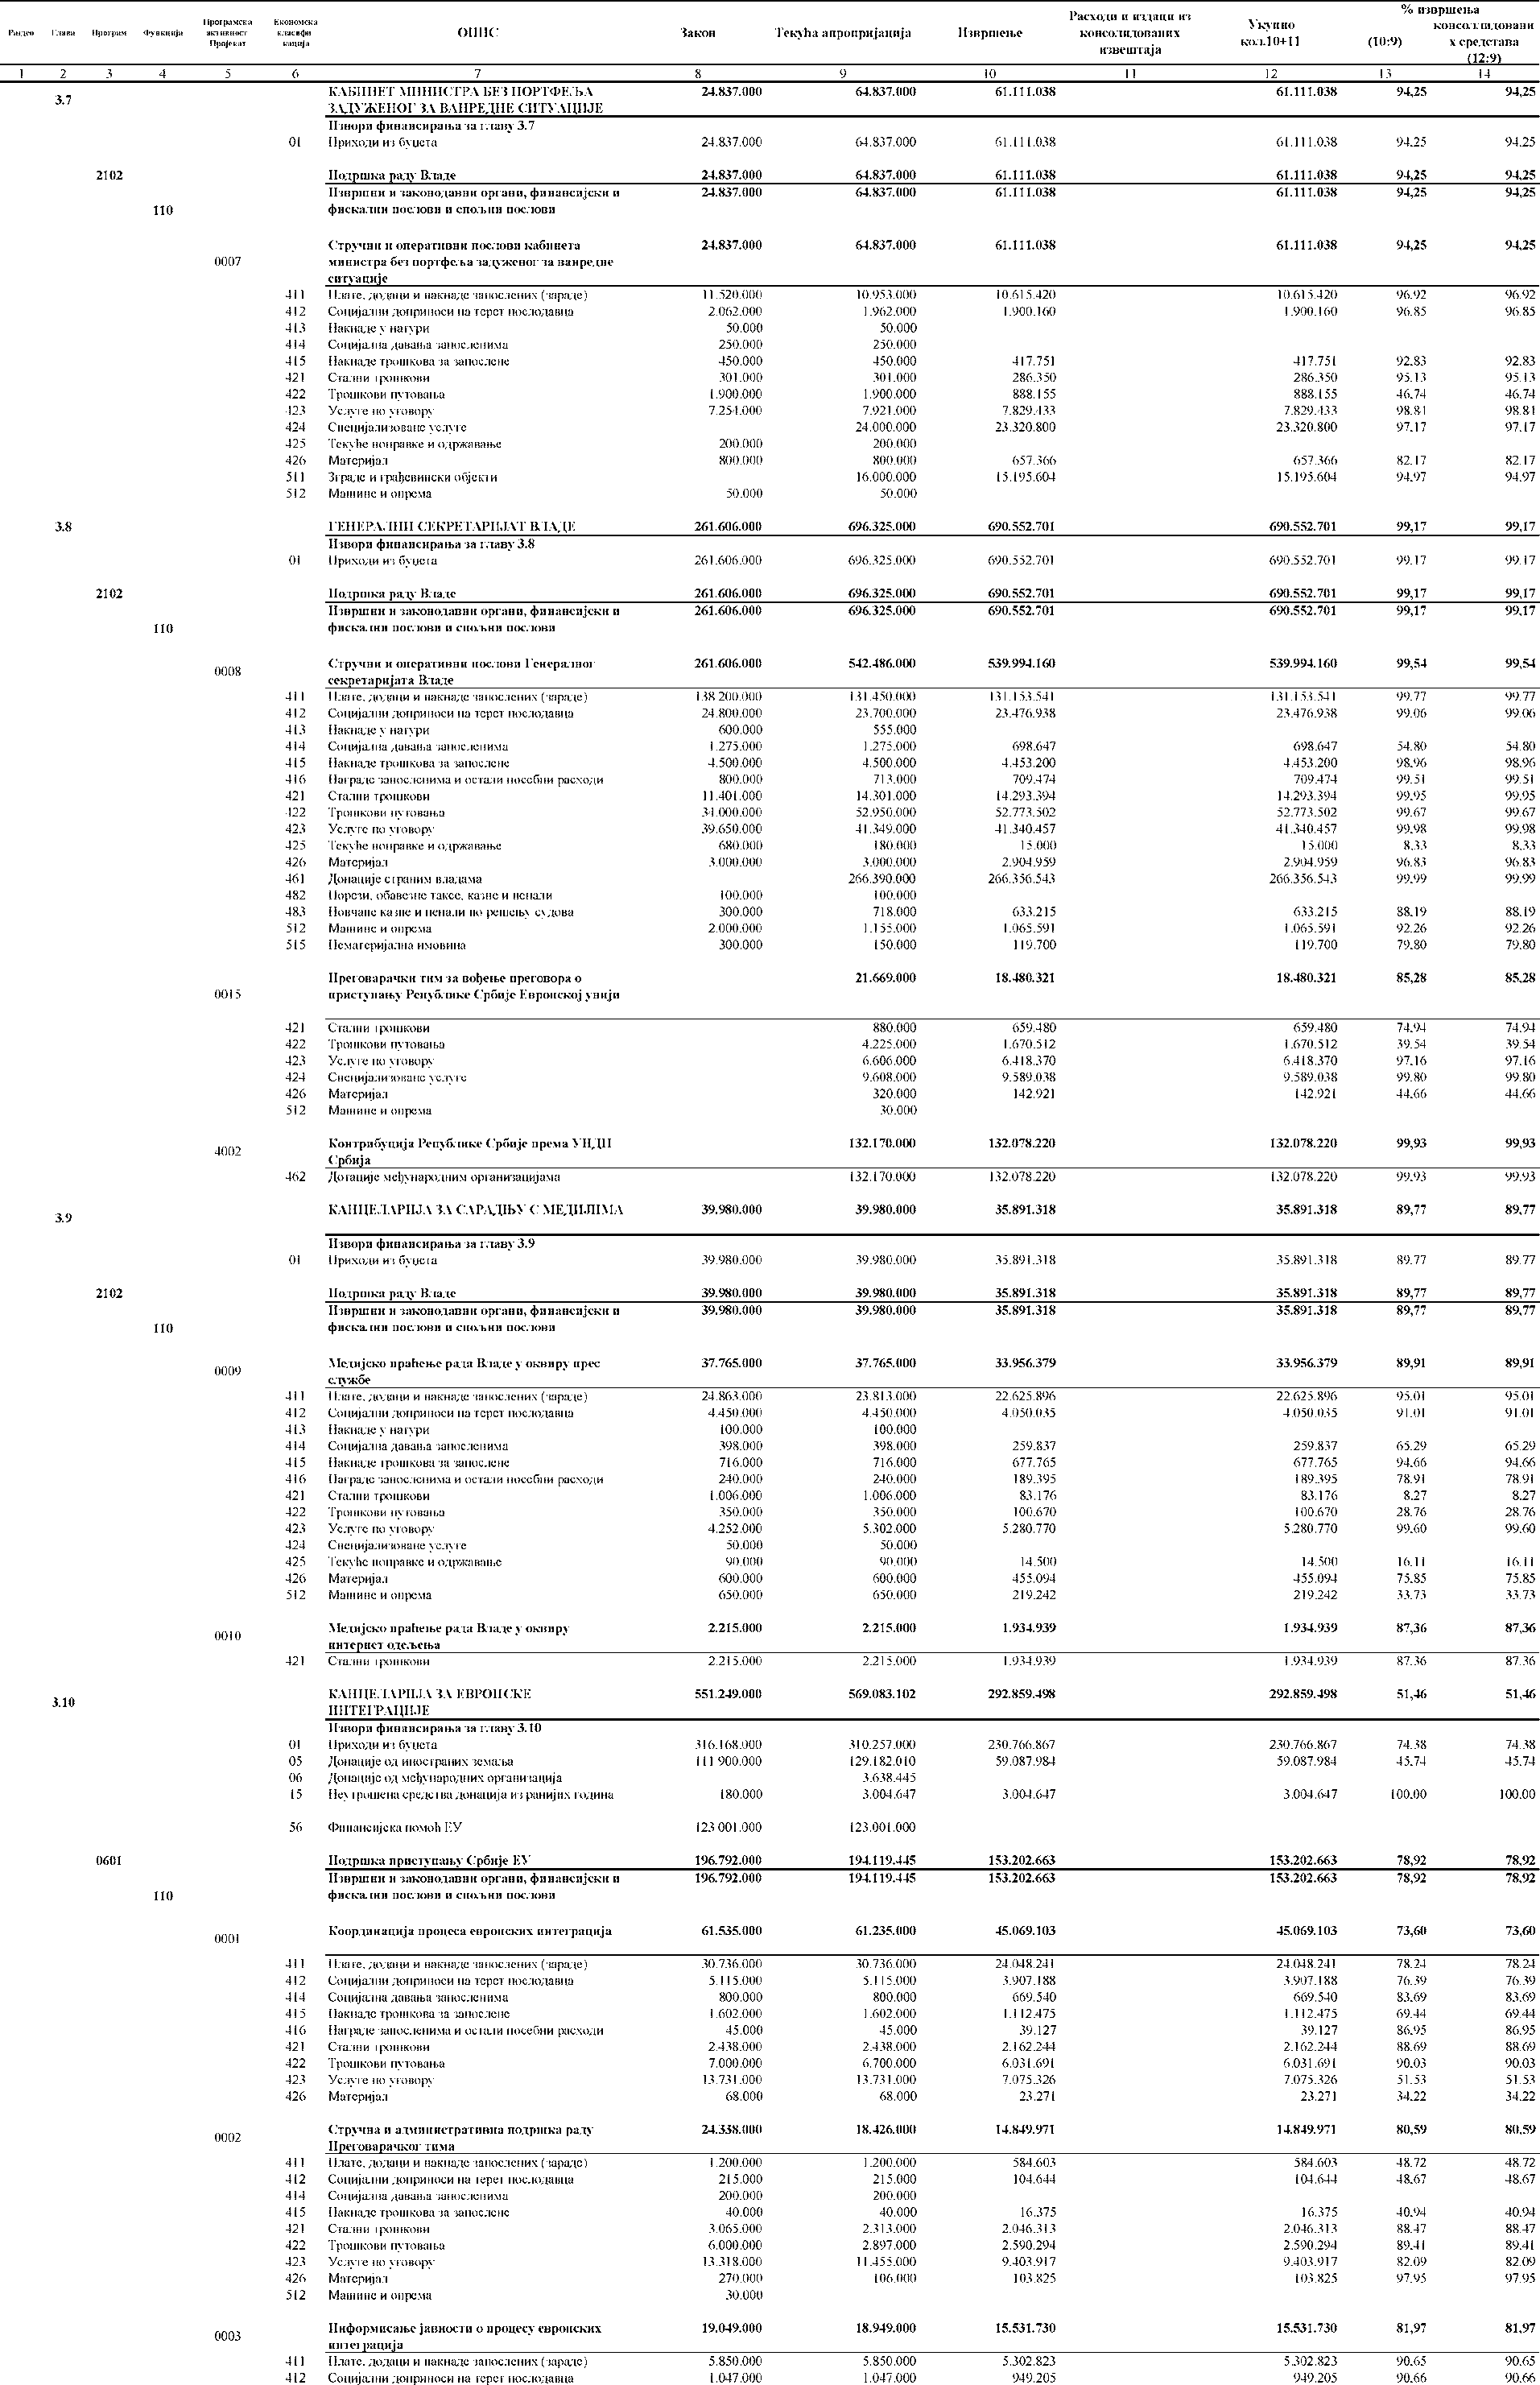 Раздео Глава Програм Функција Програмска активност Пројекат Економска класификација ОПИС Закон Текућа апропријација Извршење Расходи и издаци из консолидованих извештаја Укупно кол.10+11 % извршења (10:9) консолидованих средстава (12:9)
1 2 3 4 5 6 7 8 9 10 11 12 13 14
3.7 КАБИНЕТ МИНИСТРА БЕЗ ПОРТФЕЉА 24.837.000 64.837.000 61.111.038 61.111.038 94,25 94,25
ЗАДУЖЕНОГ ЗА ВАНРЕДНЕ СИТУАЦИЈЕ
Извори финансирања за главу 3.7
01 Приходи из буџета 24.837.000 64.837.000 61.111.038 61.111.038 94,25 94,25
2102 Подршка раду Владе 24.837.000 64.837.000 61.111.038 61.111.038 94,25 94,25
110 Извршни и законодавни органи, финансијски и 24.837.000 64.837.000 61.111.038 61.111.038 94,25 94,25
фискални послови и спољни послови
0007 Стручни и оперативни послови кабинета 24.837.000 64.837.000 61.111.038 61.111.038 94,25 94,25
министра без портфеља задуженог за ванредне
ситуације
411 Плате, додаци и накнаде запослених (зараде) 11.520.000 10.953.000 10.615.420 10.615.420 96,92 96,92
412 Социјални доприноси на терет послодавца 2.062.000 1.962.000 1.900.160 1.900.160 96,85 96,85
413 Накнаде у натури 50.000 50.000
414 Социјална давања запосленима 250.000 250.000
415 Накнаде трошкова за запослене 450.000 450.000 417.751 417.751 92,83 92,83
421 Стални трошкови 301.000 301.000 286.350 286.350 95,13 95,13
422 Трошкови путовања 1.900.000 1.900.000 888.155 888.155 46,74 46,74
423 Услуге по уговору 7.254.000 7.921.000 7.829.433 7.829.433 98,84 98,84
424 Специјализоване услуге 24.000.000 23.320.800 23.320.800 97,17 97,17
425 Текуће поправке и одржавање 200.000 200.000
426 Материјал 800.000 800.000 657.366 657.366 82,17 82,17
511 Зграде и грађевински објекти 16.000.000 15.195.604 15.195.604 94,97 94,97
512 Машине и опрема 50.000 50.000
3.8 ГЕНЕРАЛНИ СЕКРЕТАРИЈАТ ВЛАДЕ 261.606.000 696.325.000 690.552.701 690.552.701 99,17 99,17
Извори финансирања за главу 3.8
01 Приходи из буџета 261.606.000 696.325.000 690.552.701 690.552.701 99,17 99,17
2102 Подршка раду Владе 261.606.000 696.325.000 690.552.701 690.552.701 99,17 99,17
110 Извршни и законодавни органи, финансијски и 261.606.000 696.325.000 690.552.701 690.552.701 99,17 99,17
фискални послови и спољни послови
0008 Стручни и оперативни послови Генералног 261.606.000 542.486.000 539.994.160 539.994.160 99,54 99,54
секретаријата Владе
411 Плате, додаци и накнаде запослених (зараде) 138.200.000 131.450.000 131.153.541 131.153.541 99,77 99,77
412 Социјални доприноси на терет послодавца 24.800.000 23.700.000 23.476.938 23.476.938 99,06 99,06
413 Накнаде у натури 600.000 555.000
414 Социјална давања запосленима 1.275.000 1.275.000 698.647 698.647 54,80 54,80
415 Накнаде трошкова за запослене 4.500.000 4.500.000 4.453.200 4.453.200 98,96 98,96
416 Награде запосленима и остали посебни расходи 800.000 713.000 709.474 709.474 99,51 99,51
421 Стални трошкови 11.401.000 14.301.000 14.293.394 14.293.394 99,95 99,95
422 Трошкови путовања 34.000.000 52.950.000 52.773.502 52.773.502 99,67 99,67
423 Услуге по уговору 39.650.000 41.349.000 41.340.457 41.340.457 99,98 99,98
425 Текуће поправке и одржавање 680.000 180.000 15.000 15.000 8,33 8,33
426 Материјал 3.000.000 3.000.000 2.904.959 2.904.959 96,83 96,83
461 Донације страним владама 266.390.000 266.356.543 266.356.543 99,99 99,99
482 Порези, обавезне таксе, казне и пенали 100.000 100.000
483 Новчане казне и пенали по решењу судова 300.000 718.000 633.215 633.215 88,19 88,19
512 Машине и опрема 2.000.000 1.155.000 1.065.591 1.065.591 92,26 92,26
515 Нематеријална имовина 300.000 150.000 119.700 119.700 79,80 79,80
0015 Преговарачки тим за вођење преговора о 21.669.000 18.480.321 18.480.321 85,28 85,28
приступању Републике Србије Европској унији
421 Стални трошкови 880.000 659.480 659.480 74,94 74,94
422 Трошкови путовања 4.225.000 1.670.512 1.670.512 39,54 39,54
423 Услуге по уговору 6.606.000 6.418.370 6.418.370 97,16 97,16
424 Специјализоване услуге 9.608.000 9.589.038 9.589.038 99,80 99,80
426 Материјал 320.000 142.921 142.921 44,66 44,66
512 Машине и опрема 30.000
4002 Контрибуција Републике Србије према УНДП 132.170.000 132.078.220 132.078.220 99,93 99,93
Србија
462 Дотације међународним организацијама 132.170.000 132.078.220 132.078.220 99,93 99,93
3.9 КАНЦЕЛАРИЈА ЗА САРАДЊУ С МЕДИЈИМА 39.980.000 39.980.000 35.891.318 35.891.318 89,77 89,77
Извори финансирања за главу 3.9
01 Приходи из буџета 39.980.000 39.980.000 35.891.318 35.891.318 89,77 89,77
2102 Подршка раду Владе 39.980.000 39.980.000 35.891.318 35.891.318 89,77 89,77
110 Извршни и законодавни органи, финансијски и 39.980.000 39.980.000 35.891.318 35.891.318 89,77 89,77
фискални послови и спољни послови
0009 Медијско праћење рада Владе у оквиру прес 37.765.000 37.765.000 33.956.379 33.956.379 89,91 89,91
службе
411 Плате, додаци и накнаде запослених (зараде) 24.863.000 23.813.000 22.625.896 22.625.896 95,01 95,01
412 Социјални доприноси на терет послодавца 4.450.000 4.450.000 4.050.035 4.050.035 91,01 91,01
413 Накнаде у натури 100.000 100.000
414 Социјална давања запосленима 398.000 398.000 259.837 259.837 65,29 65,29
415 Накнаде трошкова за запослене 716.000 716.000 677.765 677.765 94,66 94,66
416 Награде запосленима и остали посебни расходи 240.000 240.000 189.395 189.395 78,91 78,91
421 Стални трошкови 1.006.000 1.006.000 83.176 83.176 8,27 8,27
422 Трошкови путовања 350.000 350.000 100.670 100.670 28,76 28,76
423 Услуге по уговору 4.252.000 5.302.000 5.280.770 5.280.770 99,60 99,60
424 Специјализоване услуге 50.000 50.000
425 Текуће поправке и одржавање 90.000 90.000 14.500 14.500 16,11 16,11
426 Материјал 600.000 600.000 455.094 455.094 75,85 75,85
512 Машине и опрема 650.000 650.000 219.242 219.242 33,73 33,73
0010 Медијско праћење рада Владе у оквиру 2.215.000 2.215.000 1.934.939 1.934.939 87,36 87,36
интернет одељења
421 Стални трошкови 2.215.000 2.215.000 1.934.939 1.934.939 87,36 87,36
3.10 КАНЦЕЛАРИЈА ЗА ЕВРОПСКЕ 551.249.000 569.083.102 292.859.498 292.859.498 51,46 51,46
ИНТЕГРАЦИЈЕ
Извори финансирања за главу 3.10
01 Приходи из буџета 316.168.000 310.257.000 230.766.867 230.766.867 74,38 74,38
05 Донације од иностраних земаља 111.900.000 129.182.010 59.087.984 59.087.984 45,74 45,74
06 Донације од међународних организација 3.638.445
15 Неутрошена средства донација из ранијих година 180.000 3.004.647 3.004.647 3.004.647 100,00 100,00
56 Финансијска помоћ ЕУ 123.001.000 123.001.000
0601 Подршка приступању Србије ЕУ 196.792.000 194.119.445 153.202.663 153.202.663 78,92 78,92
110 Извршни и законодавни органи, финансијски и 196.792.000 194.119.445 153.202.663 153.202.663 78,92 78,92
фискални послови и спољни послови
0001 Координација процеса европских интеграција 61.535.000 61.235.000 45.069.103 45.069.103 73,60 73,60
411 Плате, додаци и накнаде запослених (зараде) 30.736.000 30.736.000 24.048.241 24.048.241 78,24 78,24
412 Социјални доприноси на терет послодавца 5.115.000 5.115.000 3.907.188 3.907.188 76,39 76,39
414 Социјална давања запосленима 800.000 800.000 669.540 669.540 83,69 83,69
415 Накнаде трошкова за запослене 1.602.000 1.602.000 1.112.475 1.112.475 69,44 69,44
416 Награде запосленима и остали посебни расходи 45.000 45.000 39.127 39.127 86,95 86,95
421 Стални трошкови 2.438.000 2.438.000 2.162.244 2.162.244 88,69 88,69
422 Трошкови путовања 7.000.000 6.700.000 6.031.691 6.031.691 90,03 90,03
423 Услуге по уговору 13.731.000 13.731.000 7.075.326 7.075.326 51,53 51,53
426 Материјал 68.000 68.000 23.271 23.271 34,22 34,22
0002 Стручна и административна подршка раду 24.338.000 18.426.000 14.849.971 14.849.971 80,59 80,59
Преговарачког тима
411 Плате, додаци и накнаде запослених (зараде) 1.200.000 1.200.000 584.603 584.603 48,72 48,72
412 Социјални доприноси на терет послодавца 215.000 215.000 104.644 104.644 48,67 48,67
414 Социјална давања запосленима 200.000 200.000
415 Накнаде трошкова за запослене 40.000 40.000 16.375 16.375 40,94 40,94
421 Стални трошкови 3.065.000 2.313.000 2.046.313 2.046.313 88,47 88,47
422 Трошкови путовања 6.000.000 2.897.000 2.590.294 2.590.294 89,41 89,41
423 Услуге по уговору 13.318.000 11.455.000 9.403.917 9.403.917 82,09 82,09
426 Материјал 270.000 106.000 103.825 103.825 97,95 97,95
512 Машине и опрема 30.000
0003 Информисање јавности о процесу европских 19.049.000 18.949.000 15.531.730 15.531.730 81,97 81,97
интеграција
411 Плате, додаци и накнаде запослених (зараде) 5.850.000 5.850.000 5.302.823 5.302.823 90,65 90,65
412 Социјални доприноси на терет послодавца 1.047.000 1.047.000 949.205 949.205 90,66 90,66